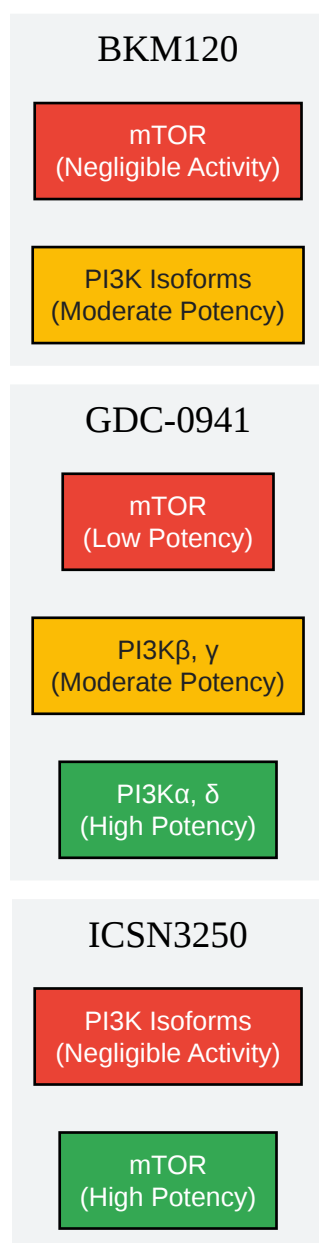 BKM120
mTOR
(Negligible Activity)
PI3K Isoforms
(Moderate Potency)
GDC-0941
mTOR
(Low Potency)
PI3Kβ, γ
(Moderate Potency)
PI3Kα, δ
(High Potency)
ICSN3250
PI3K Isoforms
(Negligible Activity)
mTOR
(High Potency)